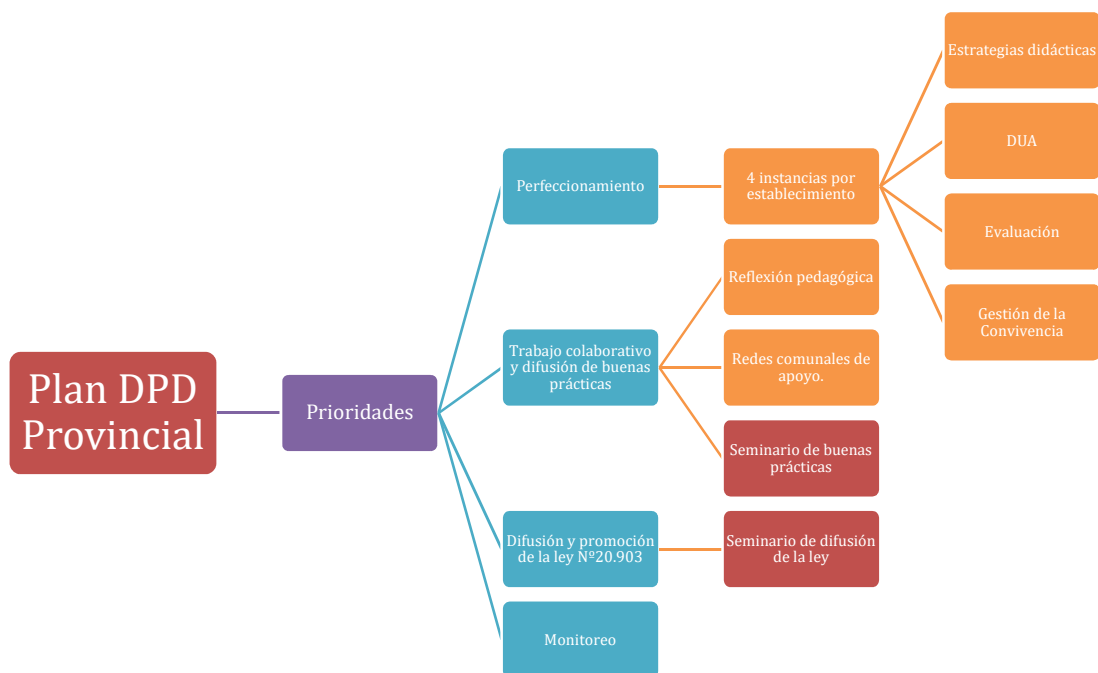 Plan DPD
Provincial
Prioridades
Perfeccionamiento
4 instancias por
establecimiento
Estrategias didácticas
DUA
Evaluación
Gestión de la
Convivencia
Trabajo colaborativo
y difusión de buenas
prácticas
Reflexión pedagógica
Redes comunales de
apoyo.
Seminario de buenas
prácticas
Difusión y promoción
de la ley Nº20.903
Seminario de difusión
de la ley
Monitoreo